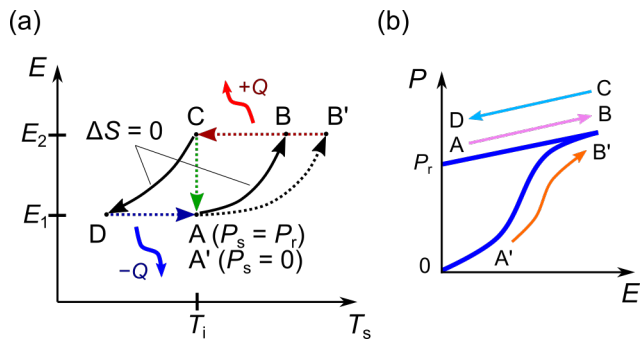 (a)
E
+Q
C
B
B'
E₂
ΔS = 0
E₁
D
A (Pₛ = Pᵣ)
A' (Pₛ = 0)
−Q
Tᵢ
Tₛ
(b)
P
C
D
B
A
Pᵣ
B'
A'
0
E